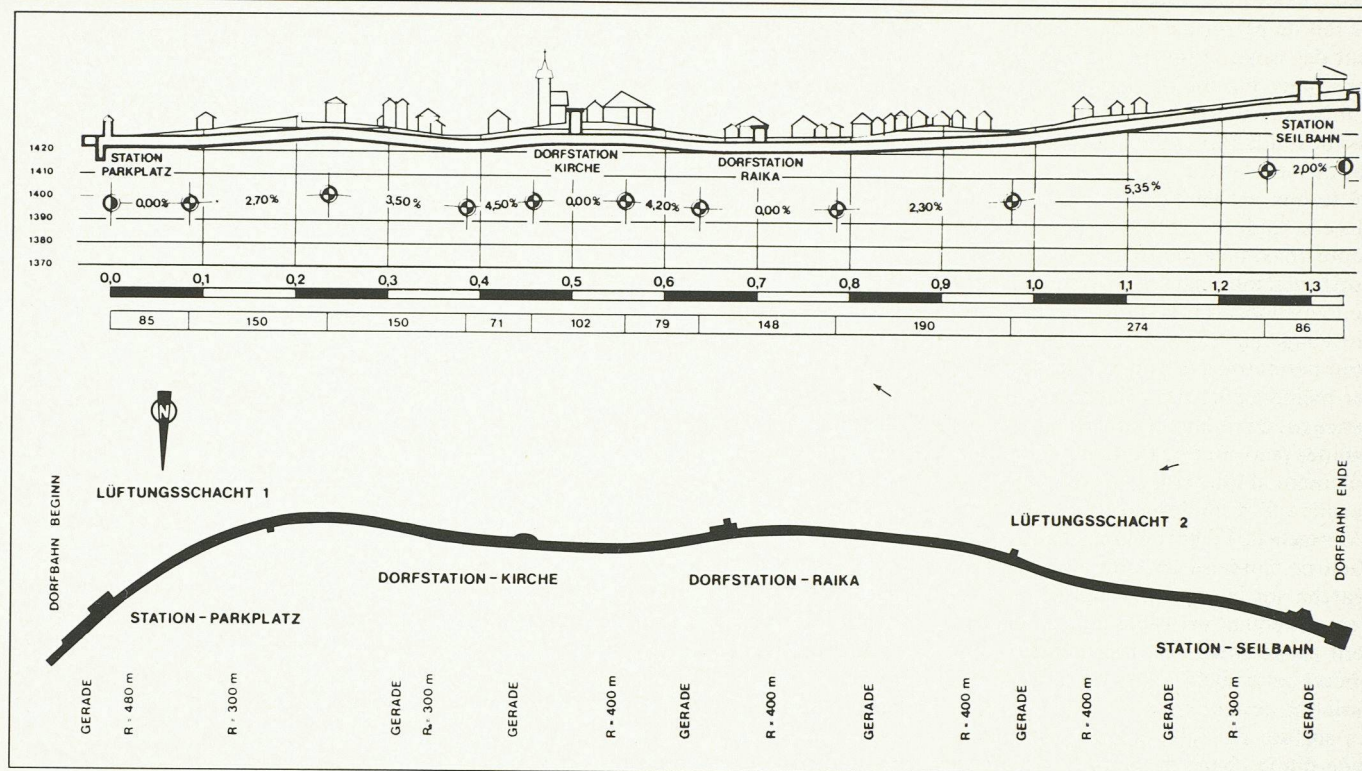 STATION
SEILBAHN
1420
STATION
PARKPLATZ
DORFSTATION
KIRCHE
DORFSTATION
RAIKA
1410
1400
1390
1380
1370
0,00%
2,70%
3,50%
4,50%
0,00%
4,20%
0,00%
2,30%
5,35%
2,00%
0,0 0,1 0,2 0,3 0,4 0,5 0,6 0,7 0,8 0,9 1,0 1,1 1,2 1,3
85 150 150 71 102 79 148 190 274 86
N
DORFBAHN BEGINN
LÜFTUNGSSCHACHT 1
LÜFTUNGSSCHACHT 2
DORFBAHN ENDE
DORFSTATION-KIRCHE
DORFSTATION-RAIKA
STATION-PARKPLATZ
STATION-SEILBAHN
GERADE
R = 480 m
R = 300 m
GERADE
R = 300 m
GERADE
R = 400 m
GERADE
R = 400 m
GERADE
R = 400 m
GERADE
R = 400 m
GERADE
R = 300 m
GERADE